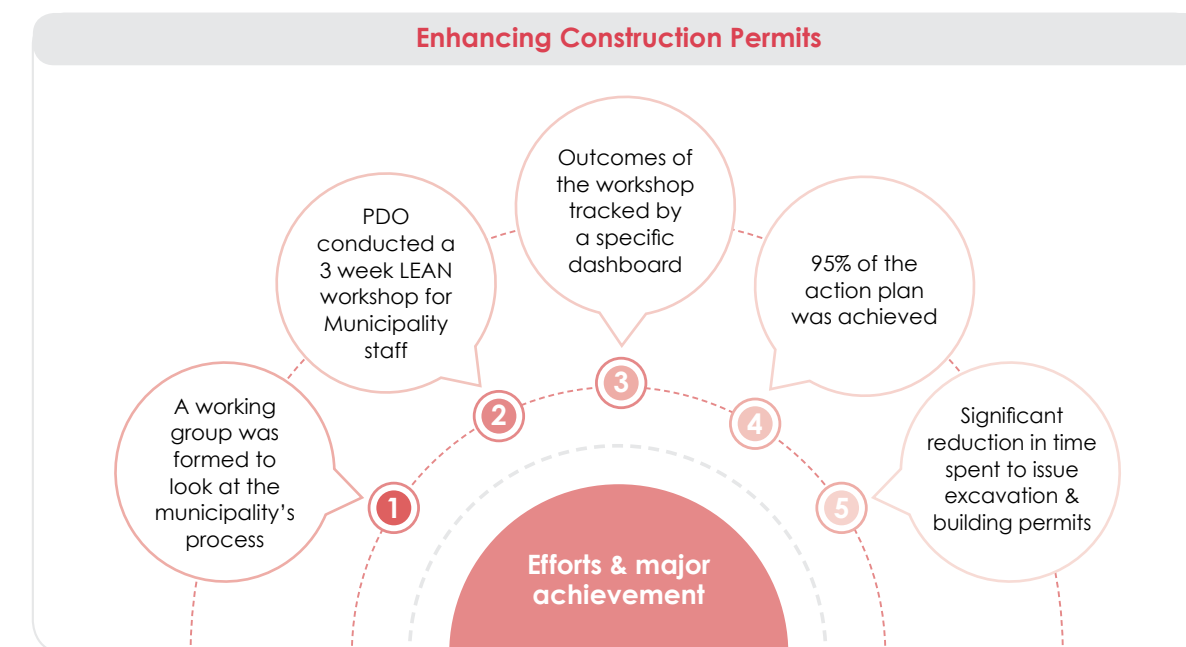 Enhancing Construction Permits
A working
group was
formed to
look at the
municipality's
process
1
PDO
conducted a
3 week LEAN
workshop for
Municipality
staff
2
Outcomes of
the workshop
tracked by
a specific
dashboard
3
95% of the
action plan
was achieved
4
Significant
reduction in time
spent to issue
excavation &
building permits
5
Efforts & major
achievement